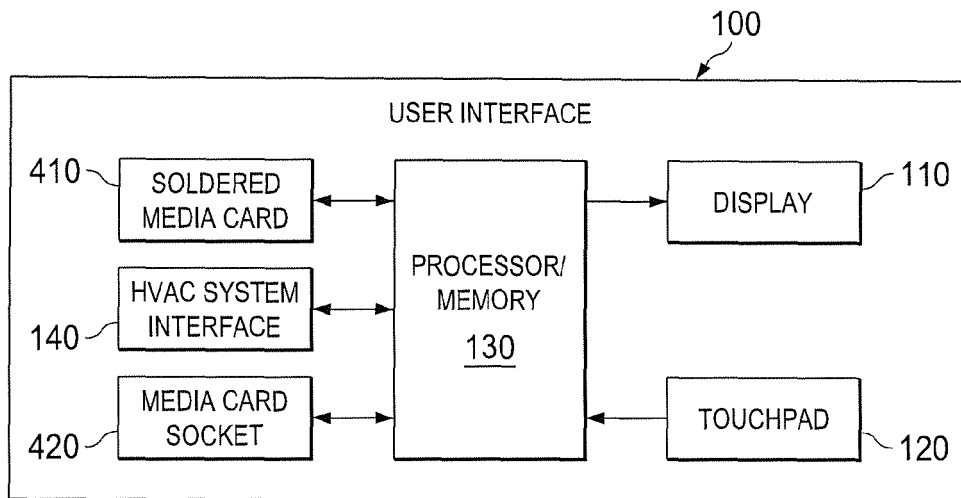 100
USER INTERFACE
410
SOLDERED
MEDIA CARD
HVAC SYSTEM
INTERFACE
140
MEDIA CARD
SOCKET
420
PROCESSOR/
MEMORY
130
DISPLAY
110
TOUCHPAD
120